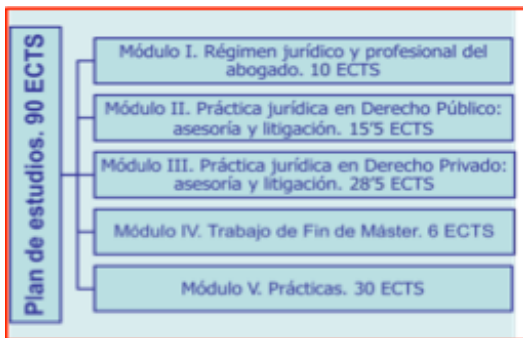 Plan de estudios. 90 ECTS
Módulo I. Régimen jurídico y profesional del
abogado. 10 ECTS
Módulo II. Práctica jurídica en Derecho Público:
asesoría y litigación. 15'5 ECTS
Módulo III. Práctica jurídica en Derecho Privado:
asesoría y litigación. 28'5 ECTS
Módulo IV. Trabajo de Fin de Máster. 6 ECTS
Módulo V. Prácticas. 30 ECTS